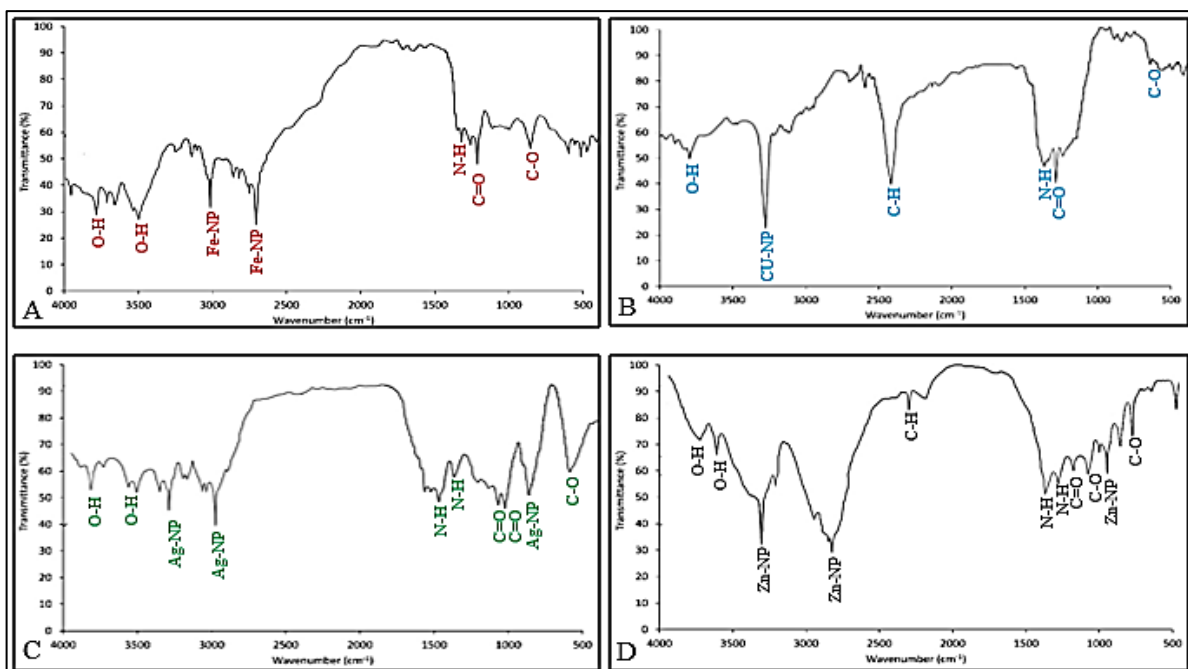 Transmittance (%)
100
90
80
70
60
50
40
30
20
10
0
O-H
O-H
Fe-NP
Fe-NP
N-H
C=O
C-O
4000
3500
3000
2500
2000
1500
1000
500
Wavenumber (cm⁻¹)
A
Transmittance (%)
100
90
80
70
60
50
40
30
20
10
0
O-H
CU-NP
C-H
N-H
C=O
C-O
4000
3500
3000
2500
2000
1500
1000
500
Wavenumber (cm⁻¹)
B
Transmittance (%)
100
90
80
70
60
50
40
30
20
10
0
O-H
O-H
Ag-NP
Ag-NP
N-H
N-H
C=O
C=O
Ag-NP
C-O
4000
3500
3000
2500
2000
1500
1000
500
Wavenumber (cm⁻¹)
C
Transmittance (%)
100
90
80
70
60
50
40
30
20
10
0
O-H
O-H
Zn-NP
Zn-NP
C-H
N-H
N-H
C=O
C-O
Zn-NP
C-O
4000
3500
3000
2500
2000
1500
1000
500
Wavenumber (cm⁻¹)
D